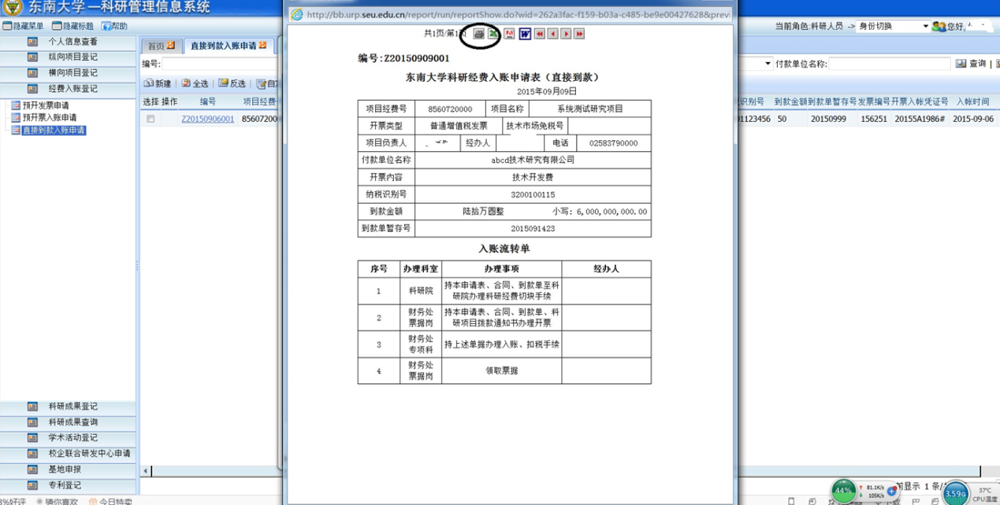 东南大学—科研管理信息系统
http://bb.urp.seu.edu.cn/report/run/reportShow.do?wid=262a3fac-f159-b03a-c485-be9e00427628&previ
隐藏菜单 隐藏标题 帮助
共1页/第1页
当前角色:科研人员 -> 身份切换 您好,
个人信息查看
纵向项目登记
横向项目登记
经费入账登记
预开发票申请
预开票入账申请
直接到款入账申请
科研成果登记
科研成果查询
学术活动登记
校企联合研发中心申请
基地申报
专利登记
首页 直接到款入账申请
编号: 付款单位名称: 查询
新建 全选 反选
选择 操作 编号 项目经费 识别号 到款金额 到款单暂存号 发票编号 开票入帐凭证号 入帐时间
Z20150906001 8560720 01123456 50 20150999 156251 20155A1986# 2015-09-06
编号:Z20150909001
东南大学科研经费入账申请表（直接到款）
2015年09月09日
项目经费号 8560720000 项目名称 系统测试研究项目
开票类型 普通增值税发票 技术市场免税号
项目负责人 经办人 电话 02583790000
付款单位名称 abcd技术研究有限公司
开票内容 技术开发费
纳税识别号 3200100115
到款金额 陆拾万圆整 小写: 6,000,000,000.00
到款单暂存号 2015091423
入账流转单
序号 办理科室 办理事项 经办人
1 科研院 持本申请表、合同、到款单至科
研院办理科研经费切块手续
2 财务处
票据岗 持本申请表、合同、到款单、科
研项目拨款通知书办理开票
3 财务处
专项科 持上述单据办理入账、扣税手续
4 财务处
票据岗 领取票据
显示 1 条/
好评 猜你喜欢 今日特卖
44% 81.1K/s
105K/s
3.59G 37℃
CPU温度